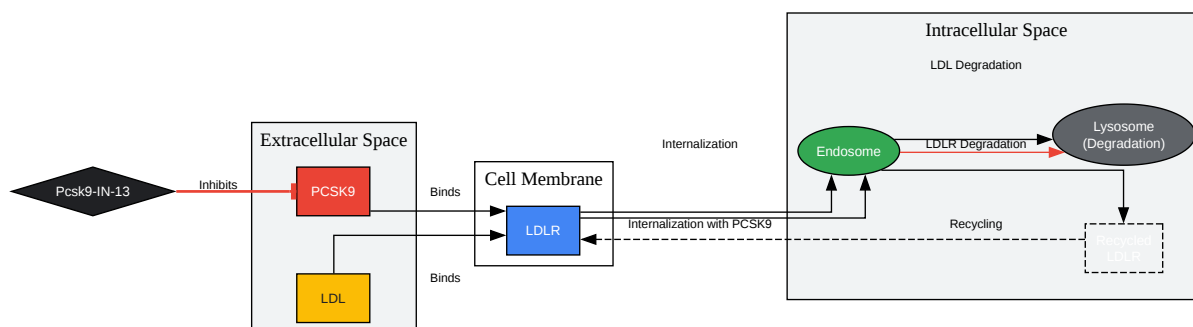 Intracellular Space
LDL Degradation
Lysosome
(Degradation)
Extracellular Space
Internalization
Endosome
LDLR Degradation
Pcsk9-IN-13
Inhibits
PCSK9
Binds
Cell Membrane
LDLR
Internalization with PCSK9
Recycling
Recycled
LDLR
Binds
LDL